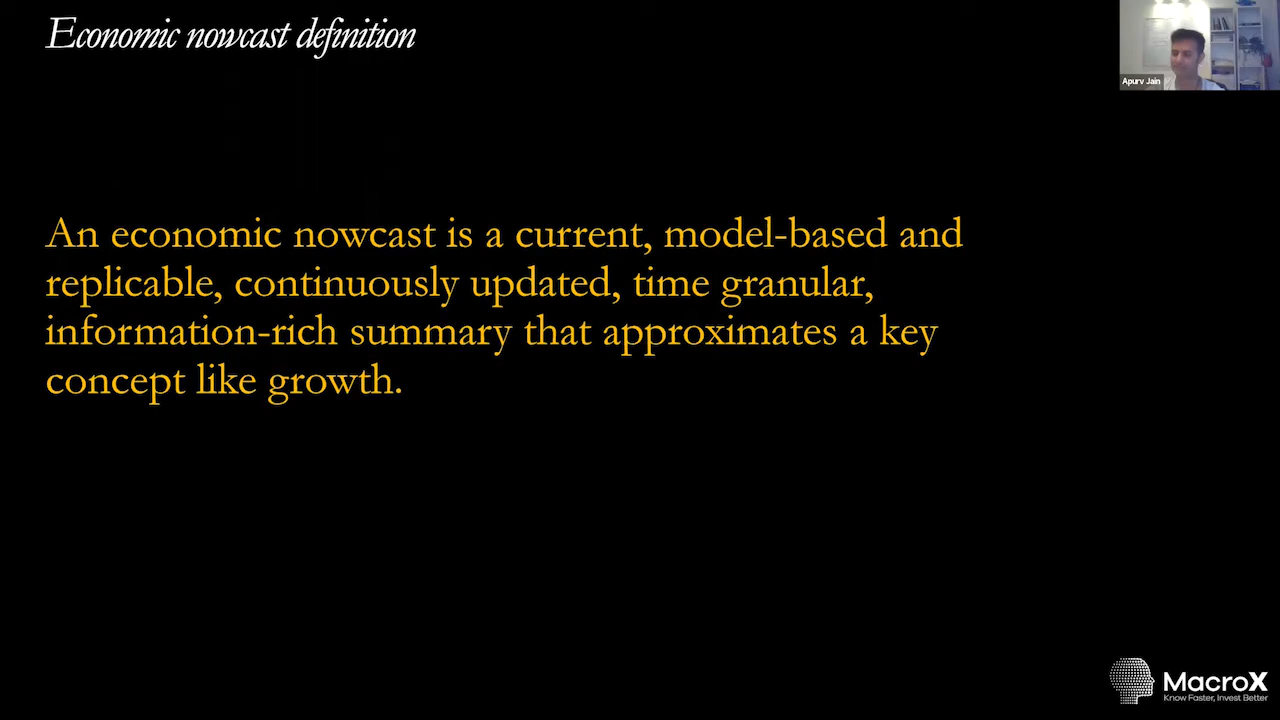 Economic nowcast definition
Apurv Jain
An economic nowcast is a current, model-based and
replicable, continuously updated, time granular,
information-rich summary that approximates a key
concept like growth.
MacroX
Know Faster, Invest Better